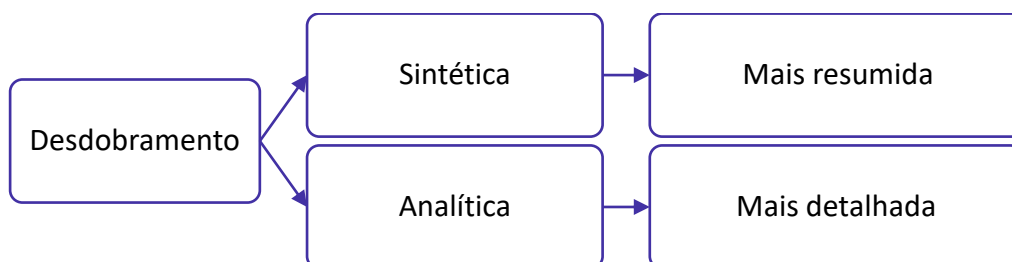 Desdobramento
Sintética
Mais resumida
Analítica
Mais detalhada